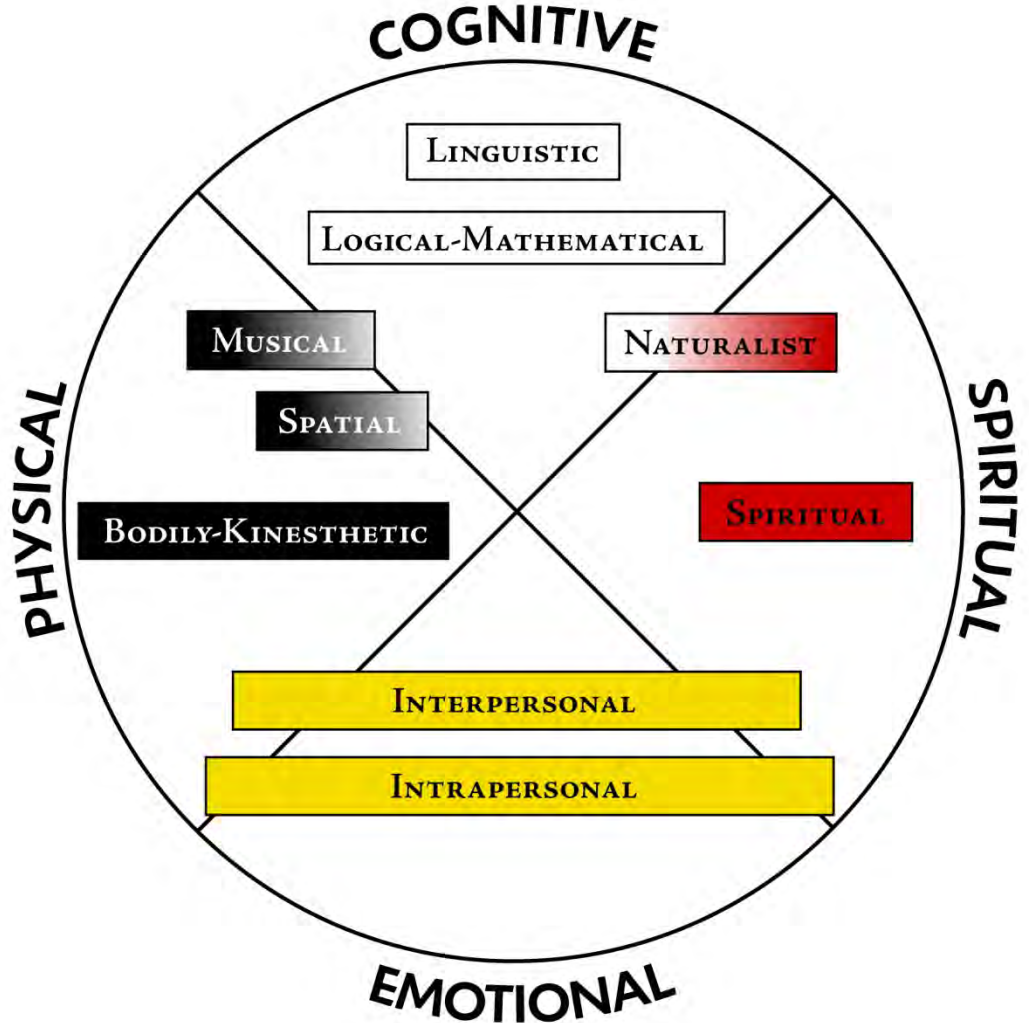 COGNITIVE
LINGUISTIC
LOGICAL-MATHEMATICAL
MUSICAL
NATURALIST
SPATIAL
PHYSICAL
SPIRITUAL
BODILY-KINESTHETIC
SPIRITUAL
INTERPERSONAL
INTRAPERSONAL
EMOTIONAL